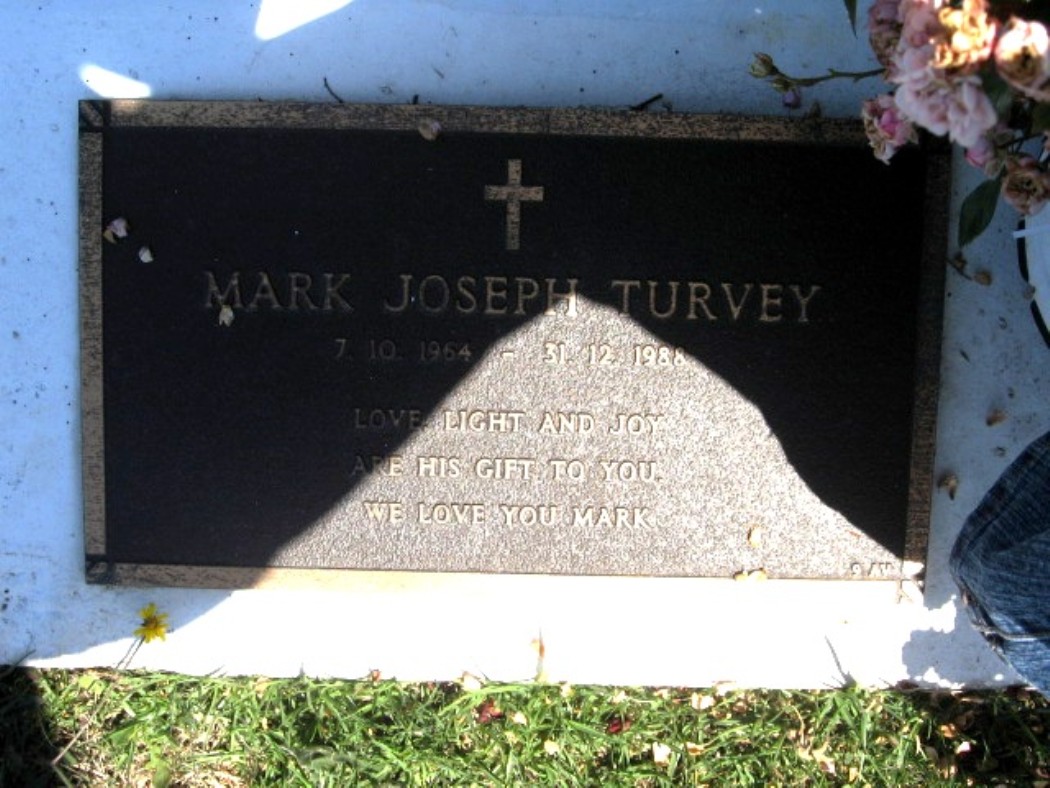 MARK JOSEPH TURVEY
7. 10. 1964 - 31. 12. 1988
LOVE, LIGHT AND JOY
ARE HIS GIFT TO YOU.
WE LOVE YOU MARK.